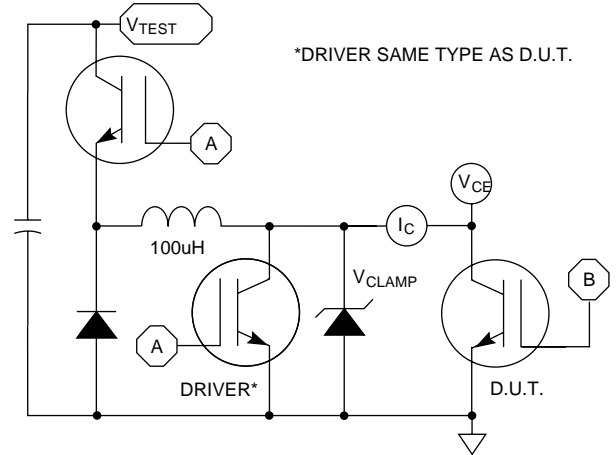 VTEST
*DRIVER SAME TYPE AS D.U.T.
A
VCE
IC
100uH
VCLAMP
B
A
DRIVER*
D.U.T.